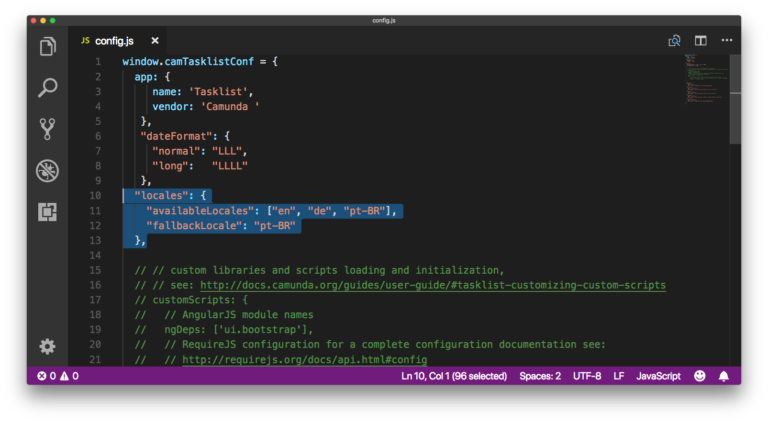 config.js
JS config.js ×
1 window.camTasklistConf = {
2 app: {
3 name: 'Tasklist',
4 vendor: 'Camunda '
5 },
6 "dateFormat": {
7 "normal": "LLL",
8 "long":   "LLLL"
9 },
10 "locales": {
11 "availableLocales": ["en", "de", "pt-BR"],
12 "fallbackLocale": "pt-BR"
13 },
14
15 // // custom libraries and scripts loading and initialization,
16 // // see: http://docs.camunda.org/guides/user-guide/#tasklist-customizing-custom-scripts
17 // customScripts: {
18 //   // AngularJS module names
19 //   ngDeps: ['ui.bootstrap'],
20 //   // RequireJS configuration for a complete configuration documentation see:
21 //   // http://requirejs.org/docs/api.html#config
0 0 Ln 10, Col 1 (96 selected) Spaces: 2 UTF-8 LF JavaScript